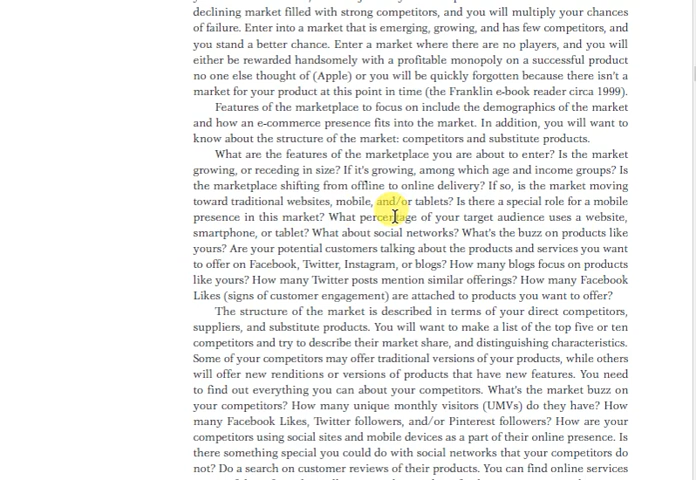 declining market filled with strong competitors, and you will multiply your chances
of failure. Enter into a market that is emerging, growing, and has few competitors, and
you stand a better chance. Enter a market where there are no players, and you will
either be rewarded handsomely with a profitable monopoly on a successful product
no one else thought of (Apple) or you will be quickly forgotten because there isn't a
market for your product at this point in time (the Franklin e-book reader circa 1999).
Features of the marketplace to focus on include the demographics of the market
and how an e-commerce presence fits into the market. In addition, you will want to
know about the structure of the market: competitors and substitute products.
What are the features of the marketplace you are about to enter? Is the market
growing, or receding in size? If it's growing, among which age and income groups? Is
the marketplace shifting from offline to online delivery? If so, is the market moving
toward traditional websites, mobile, and/or tablets? Is there a special role for a mobile
presence in this market? What percentage of your target audience uses a website,
smartphone, or tablet? What about social networks? What's the buzz on products like
yours? Are your potential customers talking about the products and services you want
to offer on Facebook, Twitter, Instagram, or blogs? How many blogs focus on products
like yours? How many Twitter posts mention similar offerings? How many Facebook
Likes (signs of customer engagement) are attached to products you want to offer?
The structure of the market is described in terms of your direct competitors,
suppliers, and substitute products. You will want to make a list of the top five or ten
competitors and try to describe their market share, and distinguishing characteristics.
Some of your competitors may offer traditional versions of your products, while others
will offer new renditions or versions of products that have new features. You need
to find out everything you can about your competitors. What's the market buzz on
your competitors? How many unique monthly visitors (UMVs) do they have? How
many Facebook Likes, Twitter followers, and/or Pinterest followers? How are your
competitors using social sites and mobile devices as a part of their online presence. Is
there something special you could do with social networks that your competitors do
not? Do a search on customer reviews of their products. You can find online services